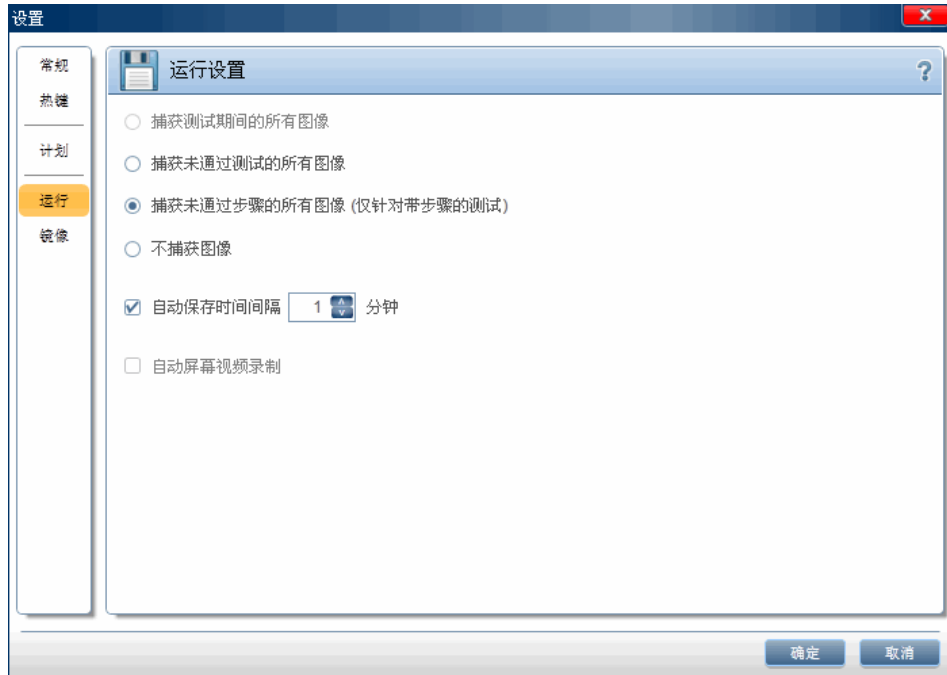 设置
常规
热键
计划
运行
镜像
运行设置
?
捕获测试期间的所有图像
捕获未通过测试的所有图像
捕获未通过步骤的所有图像 (仅针对带步骤的测试)
不捕获图像
自动保存时间间隔 1 分钟
自动屏幕视频录制
确定 取消